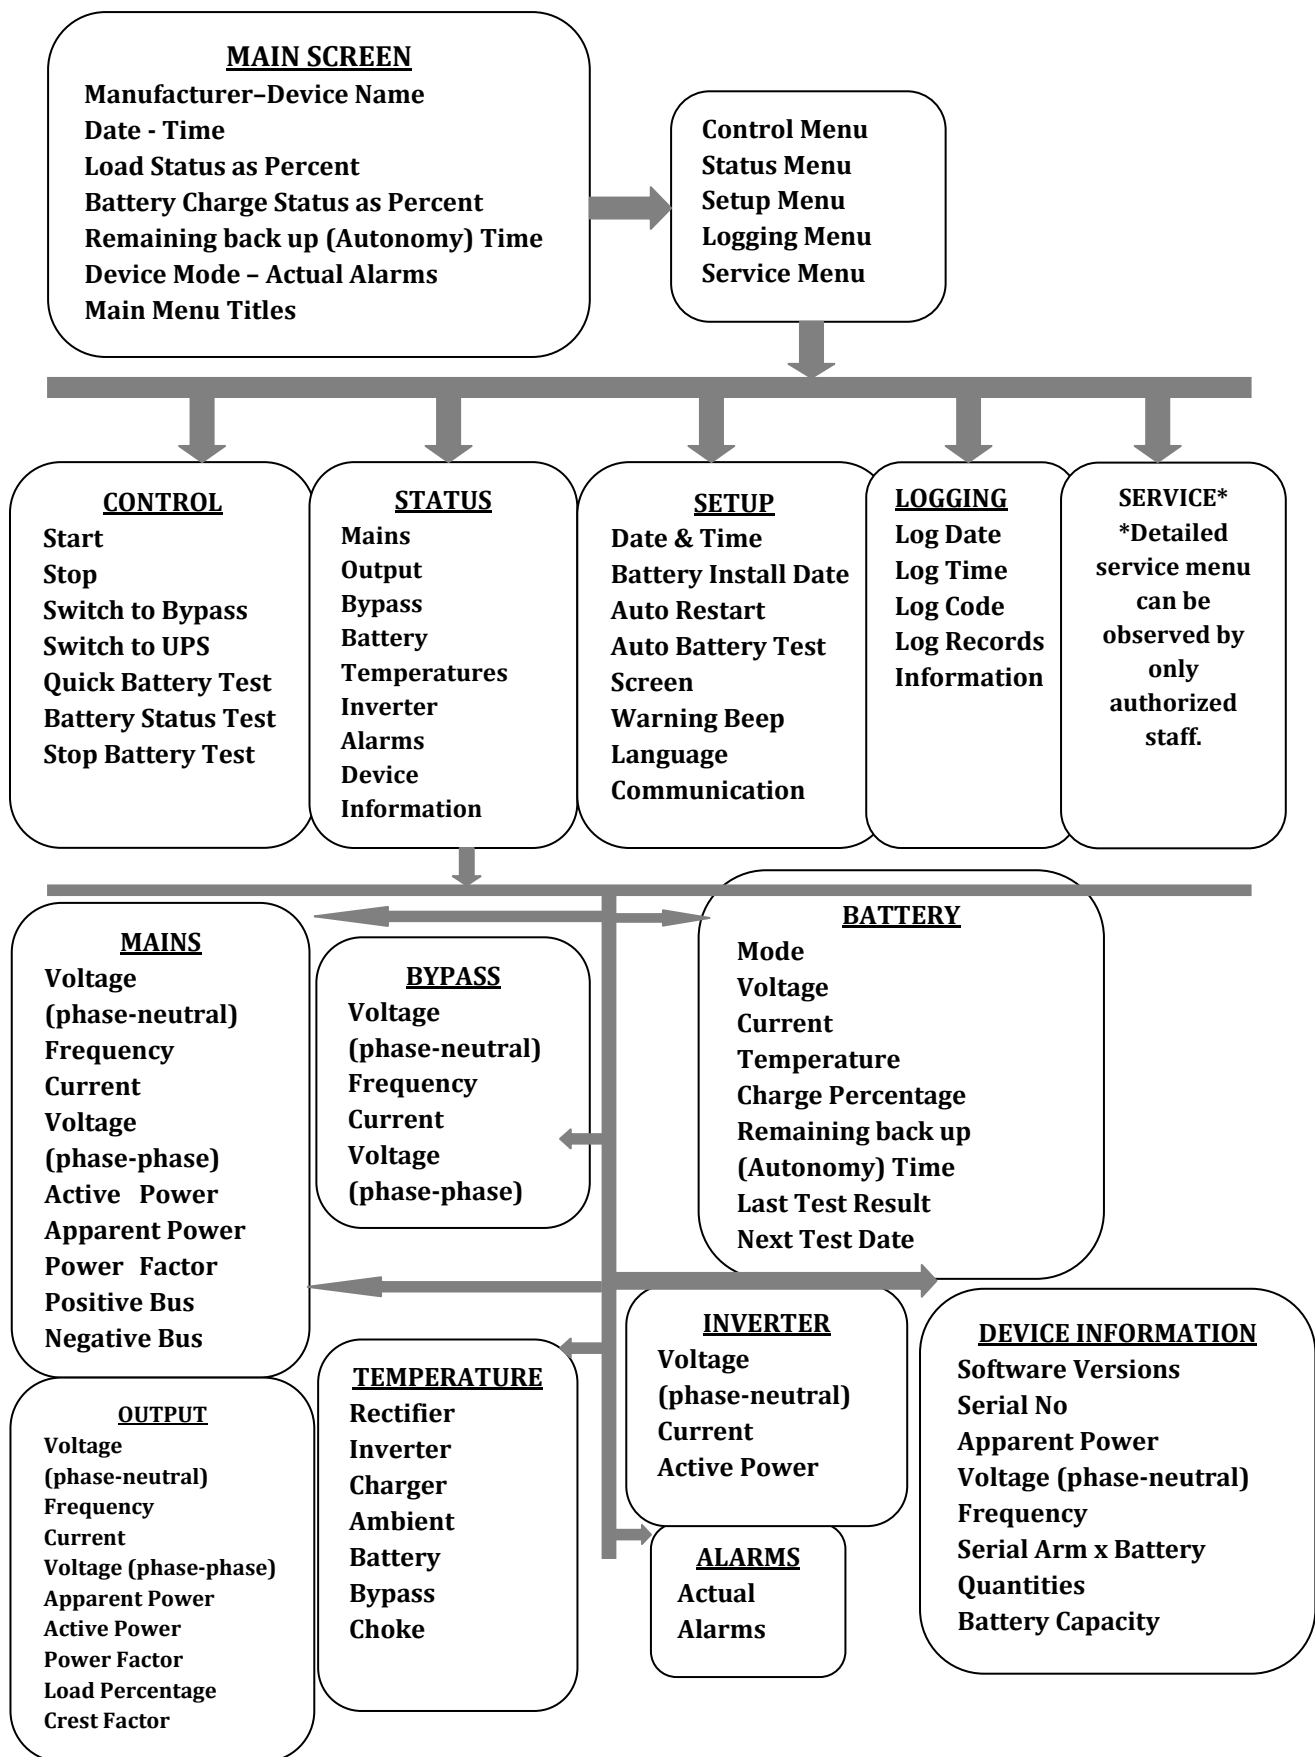 MAIN SCREEN
Manufacturer–Device Name
Date - Time
Load Status as Percent
Battery Charge Status as Percent
Remaining back up (Autonomy) Time
Device Mode – Actual Alarms
Main Menu Titles
Control Menu
Status Menu
Setup Menu
Logging Menu
Service Menu
CONTROL
Start
Stop
Switch to Bypass
Switch to UPS
Quick Battery Test
Battery Status Test
Stop Battery Test
STATUS
Mains
Output
Bypass
Battery
Temperatures
Inverter
Alarms
Device
Information
SETUP
Date & Time
Battery Install Date
Auto Restart
Auto Battery Test
Screen
Warning Beep
Language
Communication
LOGGING
Log Date
Log Time
Log Code
Log Records
Information
SERVICE*
*Detailed
service menu
can be
observed by
only
authorized
staff.
MAINS
Voltage
(phase-neutral)
Frequency
Current
Voltage
(phase-phase)
Active Power
Apparent Power
Power Factor
Positive Bus
Negative Bus
BYPASS
Voltage
(phase-neutral)
Frequency
Current
Voltage
(phase-phase)
BATTERY
Mode
Voltage
Current
Temperature
Charge Percentage
Remaining back up
(Autonomy) Time
Last Test Result
Next Test Date
OUTPUT
Voltage
(phase-neutral)
Frequency
Current
Voltage (phase-phase)
Apparent Power
Active Power
Power Factor
Load Percentage
Crest Factor
TEMPERATURE
Rectifier
Inverter
Charger
Ambient
Battery
Bypass
Choke
INVERTER
Voltage
(phase-neutral)
Current
Active Power
ALARMS
Actual
Alarms
DEVICE INFORMATION
Software Versions
Serial No
Apparent Power
Voltage (phase-neutral)
Frequency
Serial Arm x Battery
Quantities
Battery Capacity